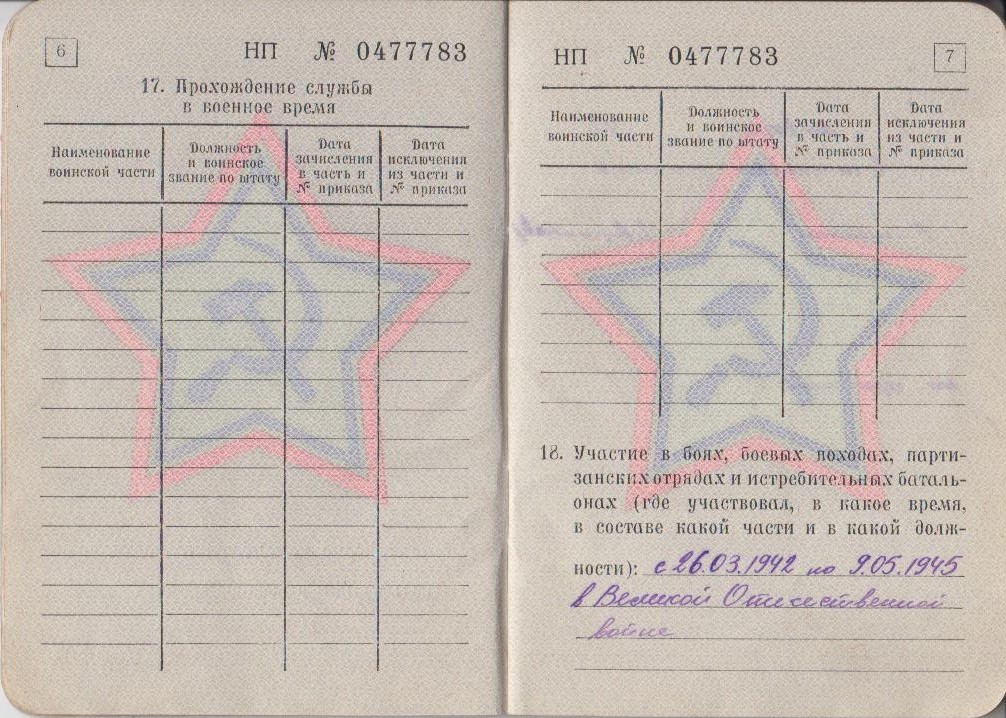 6
НП № 0477783
17. Прохождение службы
в военное время
Наименование
воинской части
Должность
и воинское
звание по штату
Дата
зачисления
в часть и
№ приказа
Дата
исключения
из части и
№ приказа
НП № 0477783
7
Наименование
воинской части
Должность
и воинское
звание по штату
Дата
зачисления
в часть и
№ приказа
Дата
исключения
из части и
№ приказа
18. Участие в боях, боевых походах, парти-
занских отрядах и истребительных баталь-
онах (где участвовал, в какое время,
в составе какой части и в какой долж-
ности): с 26.03.1942 по 9.05.1945
в Великой Отечественной
войне